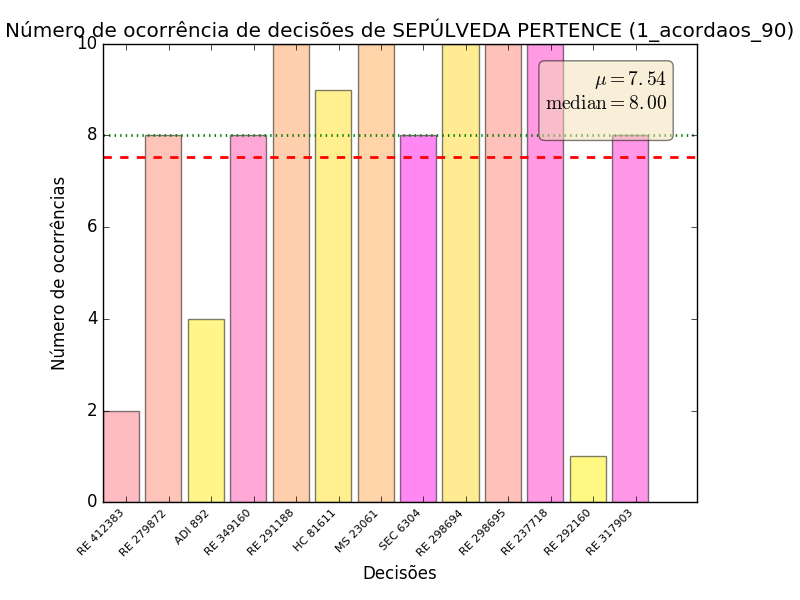 Número de ocorrência de decisões de SEPÚLVEDA PERTENCE (1_acordaos_90)
10
8
6
4
2
0
Número de ocorrências
μ = 7.54
median = 8.00
RE 412383
RE 279872
ADI 892
RE 349160
RE 291188
HC 81611
MS 23061
SEC 6304
RE 298694
RE 298695
RE 237718
RE 292160
RE 317903
Decisões